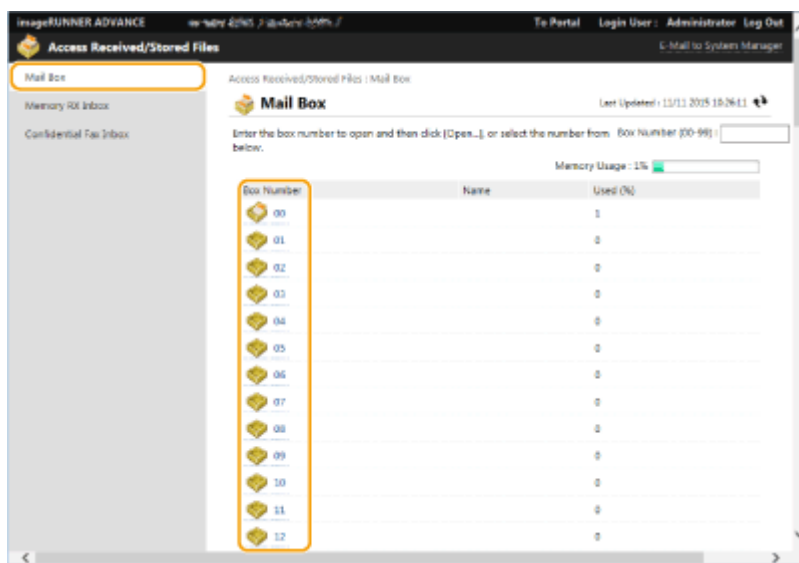 imageRUNNER ADVANCE
To Portal Login User : Administrator Log Out
Access Received/Stored Files
E-Mail to System Manager
Mail Box
Memory RX Inbox
Confidential Fax Inbox
Access Received/Stored Files : Mail Box
Mail Box
Last Updated : 11/11 2015 10:26:11
Enter the box number to open and then click [Open...], or select the number from below.
Box Number (00-99) :
Memory Usage : 1%
Box Number Name Used (%)
00 1
01 0
02 0
03 0
04 0
05 0
06 0
07 0
08 0
09 0
10 0
11 0
12 0